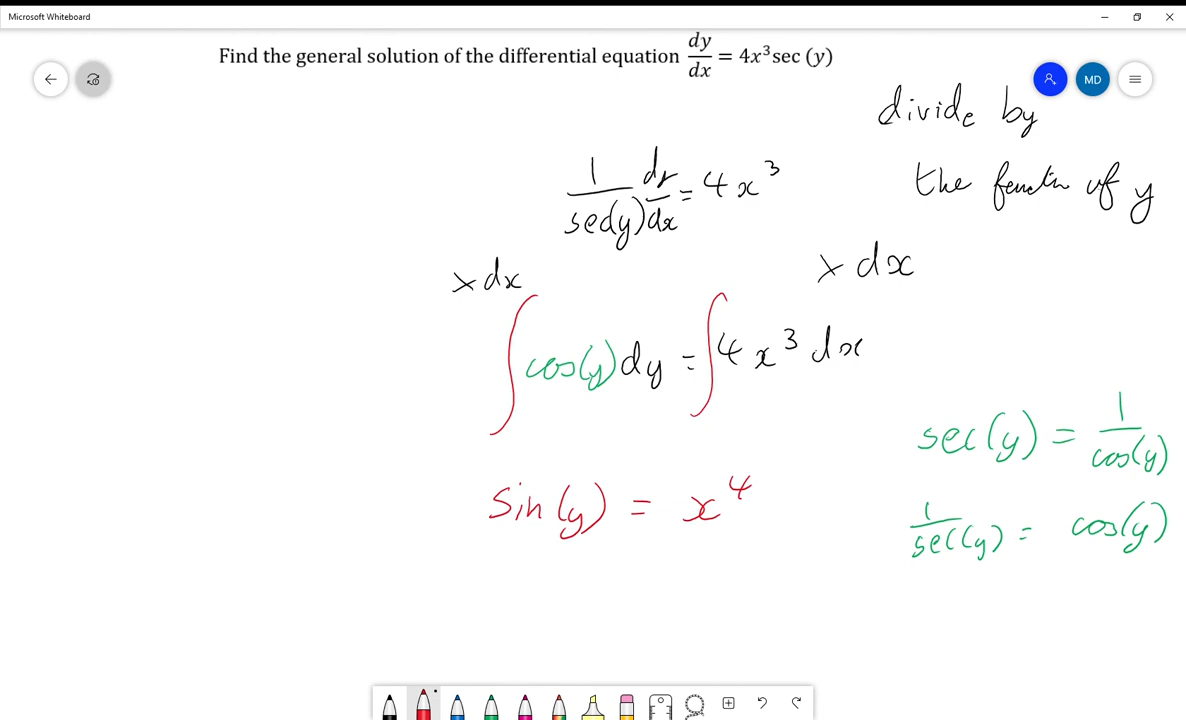 Microsoft Whiteboard
Find the general solution of the differential equation dy/dx = 4x³sec (y)
MD
divide by
the function of y
1/sec(y) dy/dx = 4x³
× dx × dx
∫ cos(y) dy = ∫ 4x³ dx
sec(y) = 1/cos(y)
sin(y) = x⁴
1/sec(y) = cos(y)